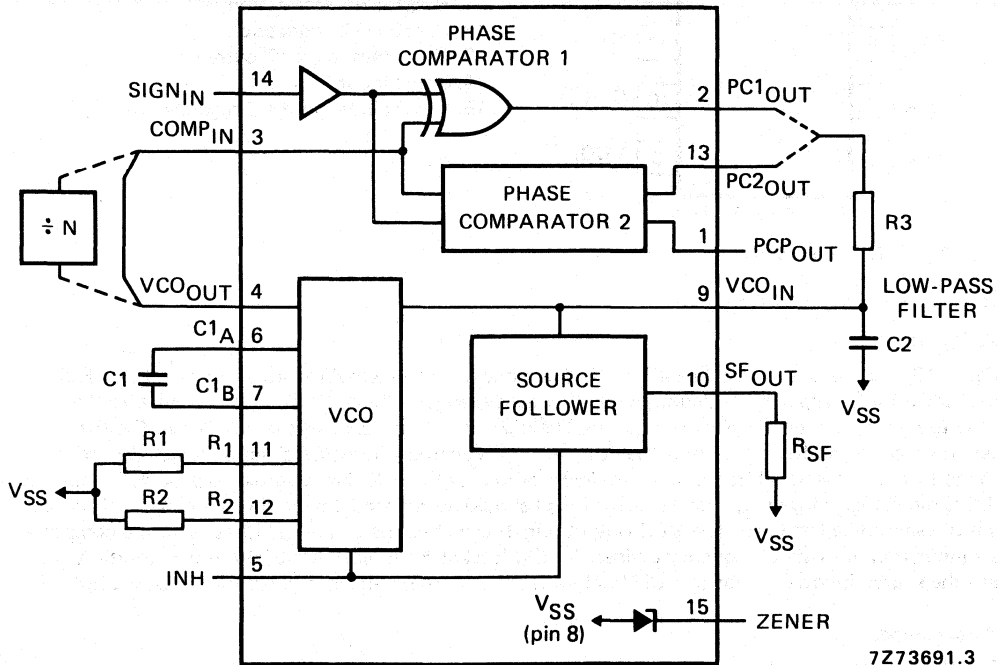 PHASE
COMPARATOR 1
SIGN_IN 14
COMP_IN 3
2 PC1_OUT
13 PC2_OUT
PHASE
COMPARATOR 2
÷ N
1 PCP_OUT
R3
VCO_OUT 4
9 VCO_IN
LOW-PASS
FILTER
C1_A 6
C2
C1
C1_B 7
VCO
SOURCE
FOLLOWER
10 SF_OUT
V_SS
R1 R_1 11
R_SF
V_SS
R2 R_2 12
V_SS
INH 5
V_SS
(pin 8)
15 ZENER
7Z73691.3